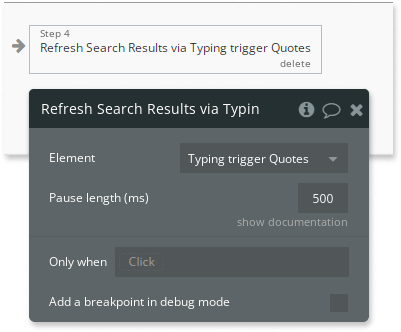 Step 4
Refresh Search Results via Typing trigger Quotes
delete
Refresh Search Results via Typin
Element
Typing trigger Quotes
Pause length (ms)
500
show documentation
Only when
Click
Add a breakpoint in debug mode